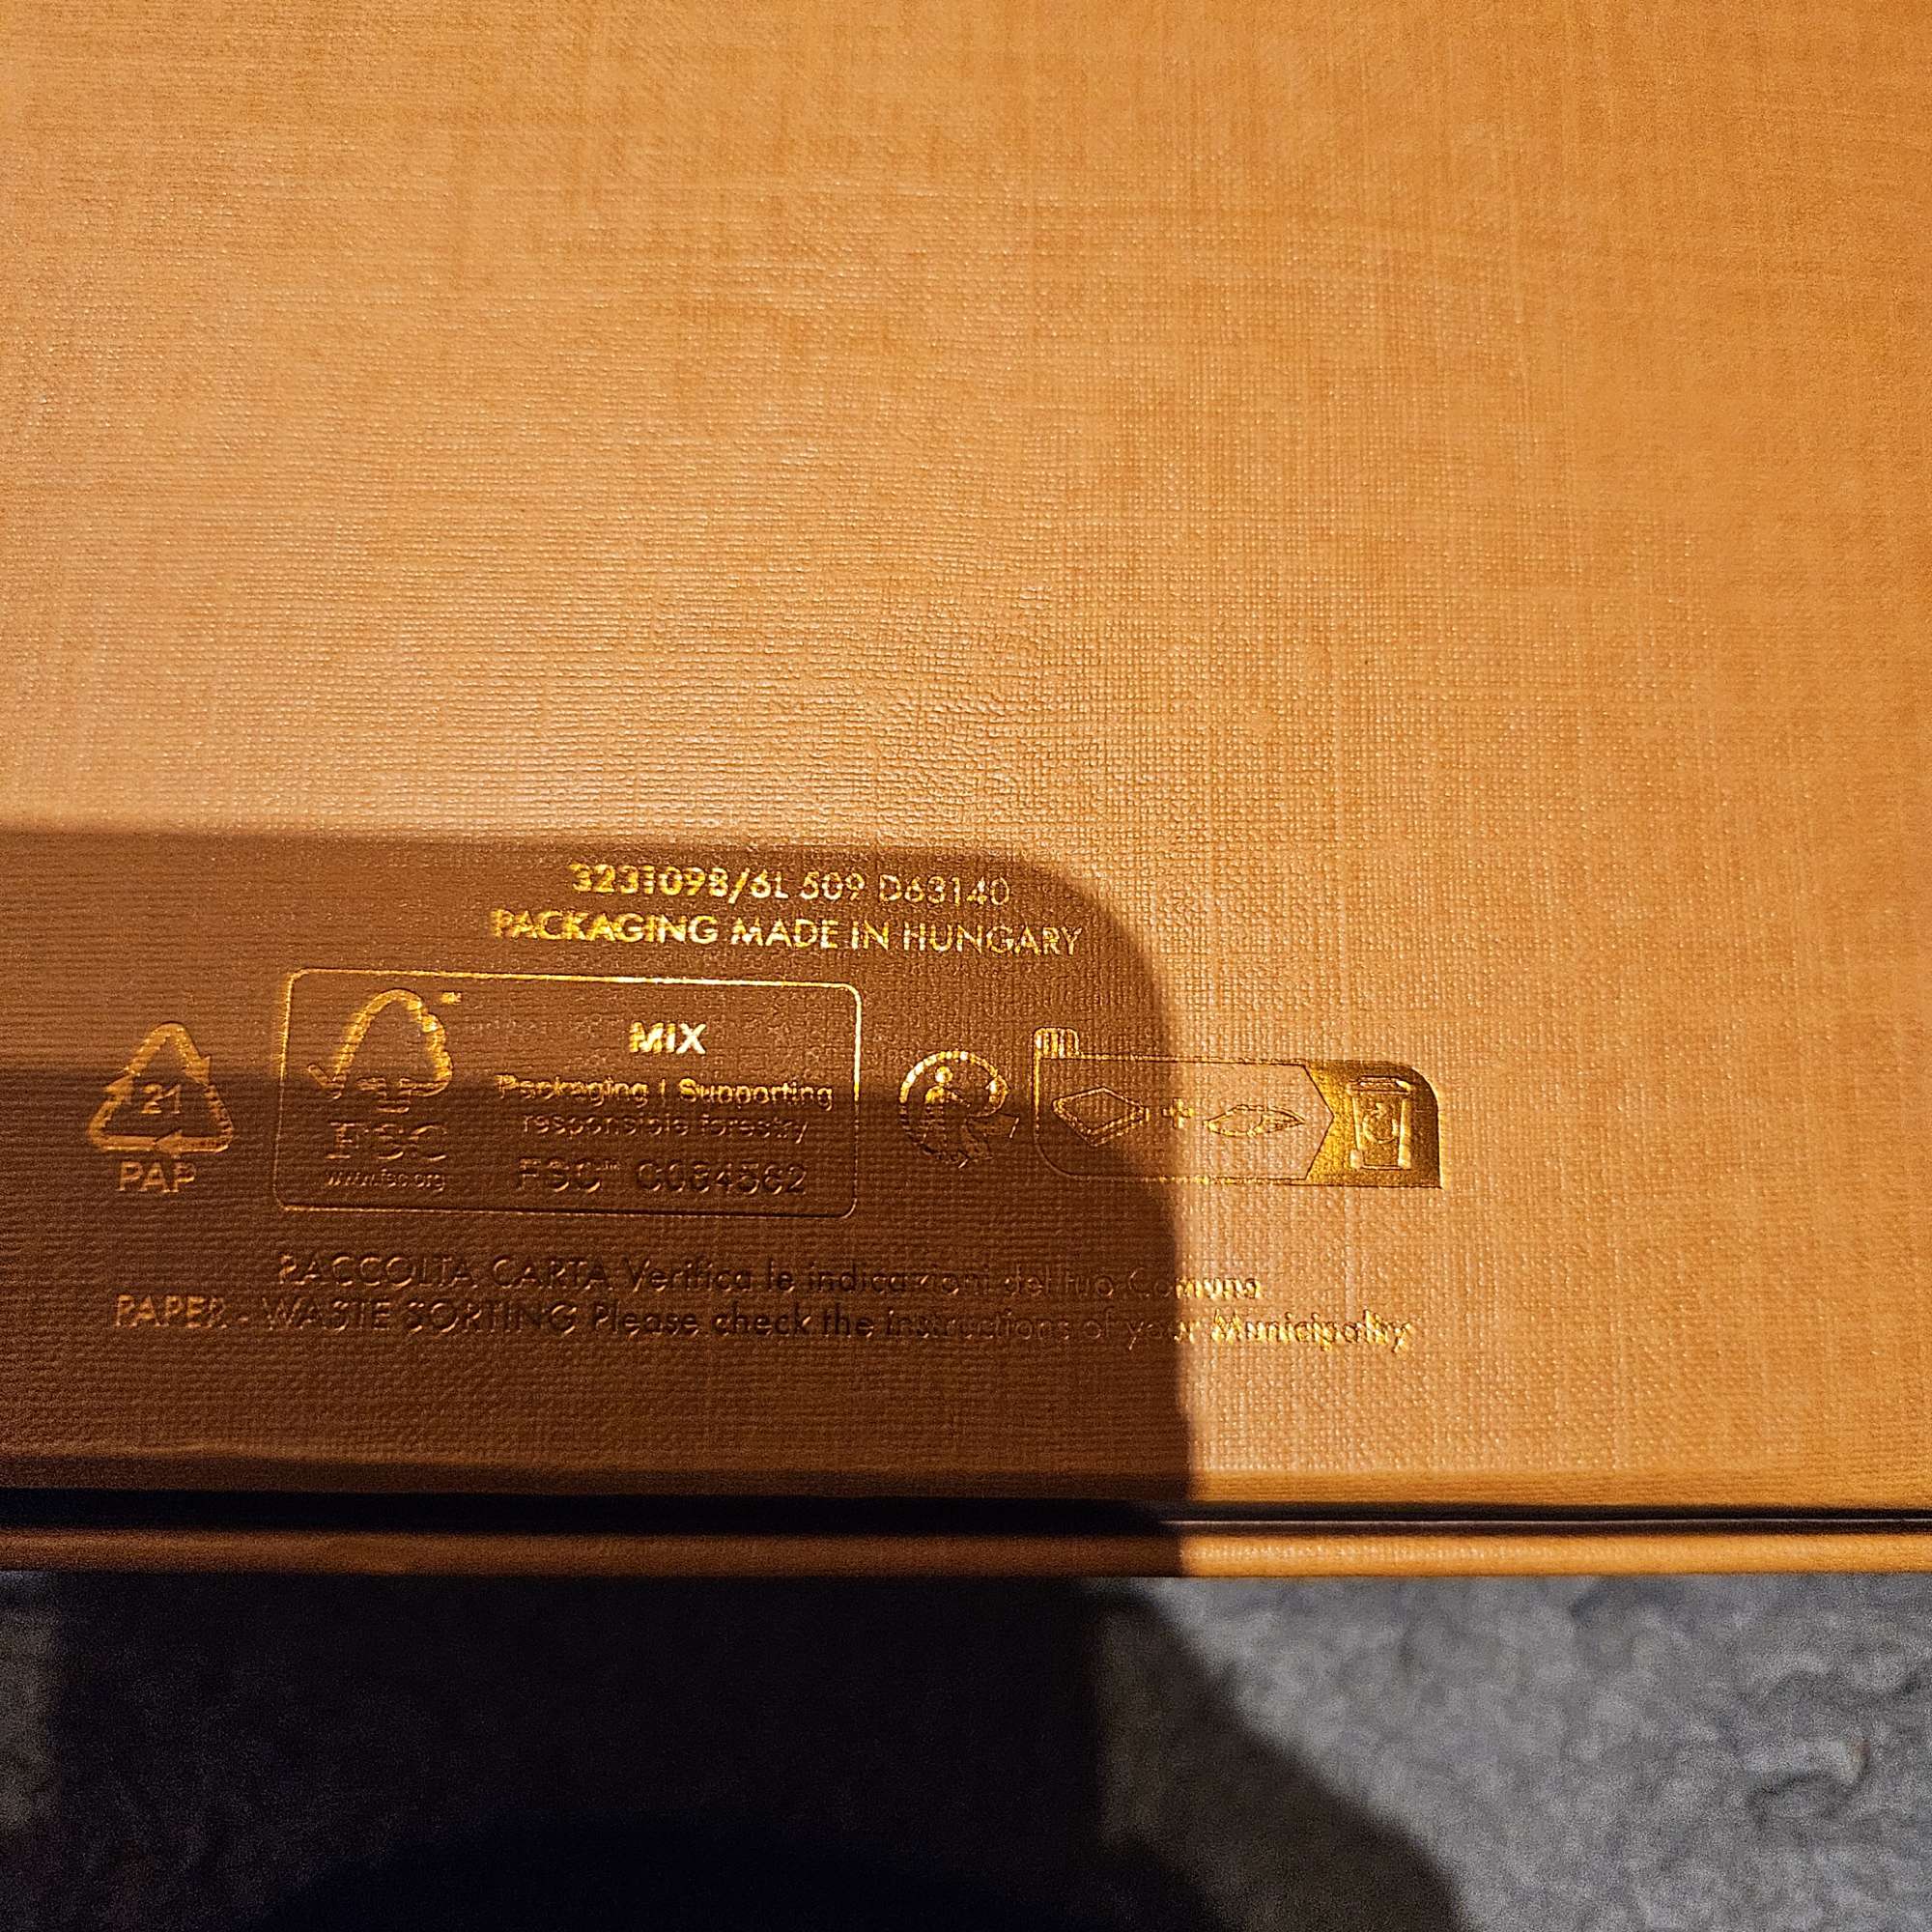 3231098/6L 509 D63140
PACKAGING MADE IN HUNGARY
21
PAP
FSC
www.fsc.org
MIX
Packaging | Supporting
responsible forestry
FSC™ C084562
RACCOLTA CARTA Verifica le indicazioni del tuo Comune
PAPER - WASTE SORTING Please check the instructions of your Municipality